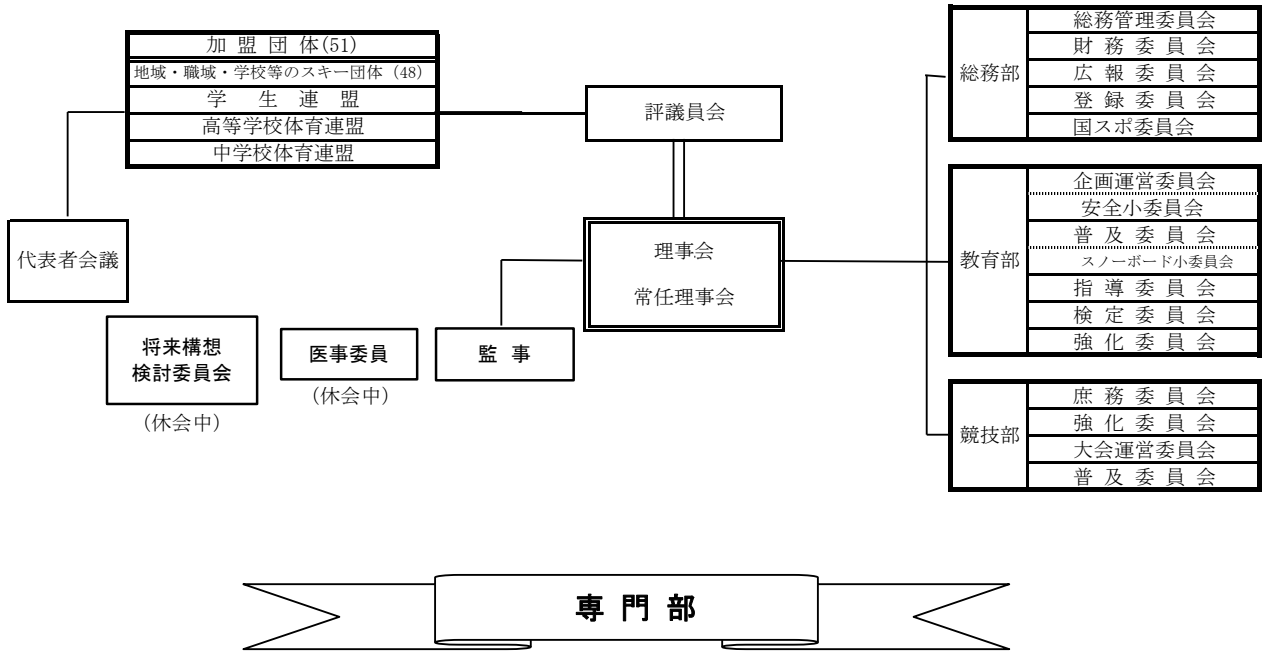 加 盟 団 体(51)
地域・職域・学校等のスキー団体 (48)
学 生 連 盟
高等学校体育連盟
中学校体育連盟
代表者会議
評議員会
理事会
常任理事会
監 事
医事委員
(休会中)
将来構想
検討委員会
(休会中)
総務部
総務管理委員会
財 務 委 員 会
広 報 委 員 会
登 録 委 員 会
国スポ委員会
教育部
企画運営委員会
安全小委員会
普 及 委 員 会
スノーボード小委員会
指 導 委 員 会
検 定 委 員 会
強 化 委 員 会
競技部
庶 務 委 員 会
強 化 委 員 会
大会運営委員会
普 及 委 員 会
専 門 部